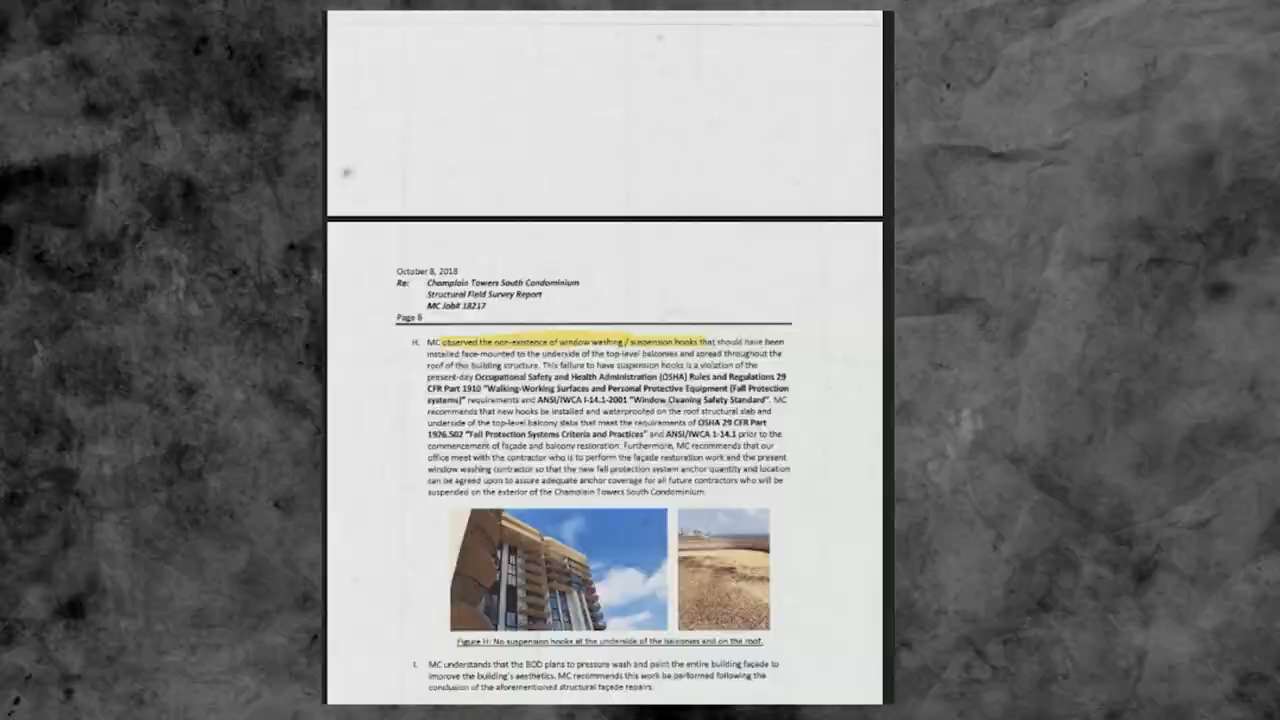 October 8, 2018
Re: Champlain Towers South Condominium
Structural Field Survey Report
MC Job# 18217
Page 6
H. MC observed the non-existence of window washing / suspension hooks that should have been
installed face-mounted to the underside of the top-level balconies and spread throughout the
roof of this building structure. This failure to have suspension hooks is a violation of the
present-day Occupational Safety and Health Administration (OSHA) Rules and Regulations 29
CFR Part 1910 "Walking-Working Surfaces and Personal Protective Equipment (Fall Protection
systems)" requirements and ANSI/IWCA I-14.1-2001 "Window Cleaning Safety Standard". MC
recommends that new hooks be installed and waterproofed on the roof structural slab and
underside of the top-level balcony slabs that meet the requirements of OSHA 29 CFR Part
1926.502 "Fall Protection Systems Criteria and Practices" and ANSI/IWCA 1-14.1 prior to the
commencement of façade and balcony restoration. Furthermore, MC recommends that our
office meet with the contractor who is to perform the façade restoration work and the present
window washing contractor so that the new fall protection system anchor quantity and location
can be agreed upon to assure adequate anchor coverage for all future contractors who will be
suspended on the exterior of the Champlain Towers South Condominium.
Figure H: No suspension hooks at the underside of the balconies and on the roof.
I. MC understands that the BOD plans to pressure wash and paint the entire building façade to
improve the building's aesthetics. MC recommends this work be performed following the
conclusion of the aforementioned structural façade repairs.